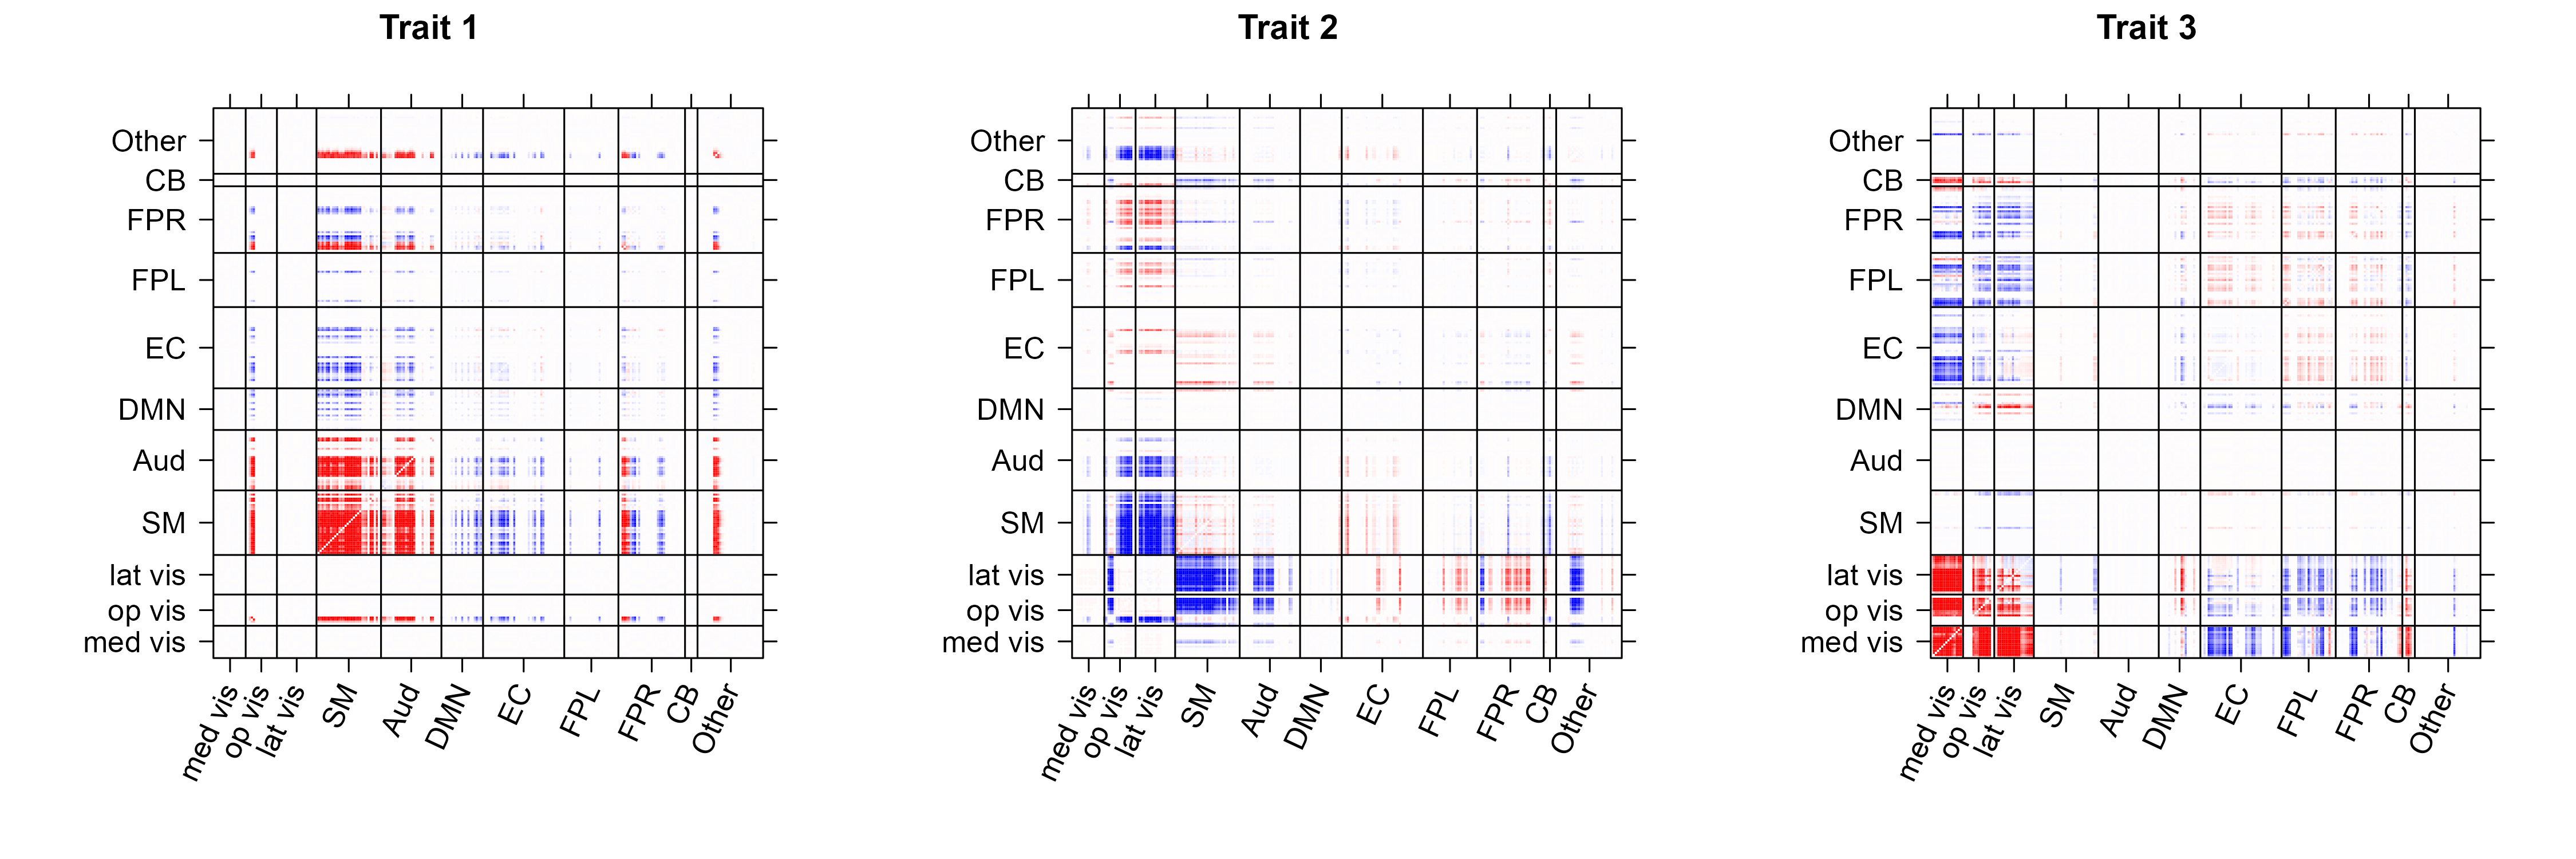 Trait 1
Other
CB
FPR
FPL
EC
DMN
Aud
SM
lat vis
op vis
med vis
med vis
op vis
lat vis
SM
Aud
DMN
EC
FPL
FPR
CB
Other
Trait 2
Other
CB
FPR
FPL
EC
DMN
Aud
SM
lat vis
op vis
med vis
med vis
op vis
lat vis
SM
Aud
DMN
EC
FPL
FPR
CB
Other
Trait 3
Other
CB
FPR
FPL
EC
DMN
Aud
SM
lat vis
op vis
med vis
med vis
op vis
lat vis
SM
Aud
DMN
EC
FPL
FPR
CB
Other